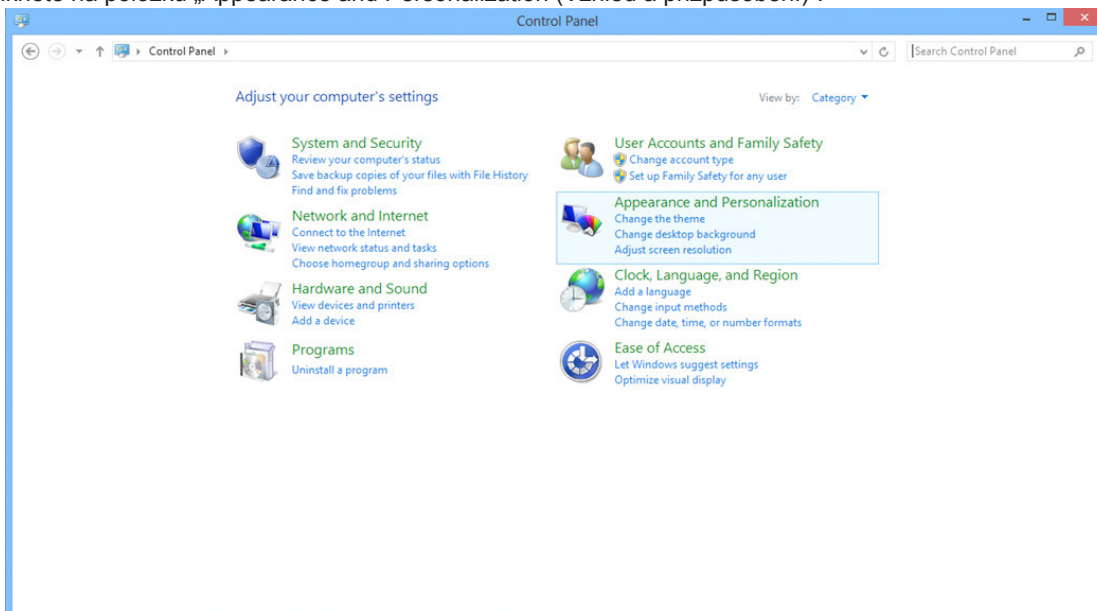 na položku „Appearance and Personalization
Control Panel
Control Panel
Search Control Panel
Adjust your computer's settings
View by: Category
System and Security
Review your computer's status
Save backup copies of your files with File History
Find and fix problems
Network and Internet
Connect to the Internet
View network status and tasks
Choose homegroup and sharing options
Hardware and Sound
View devices and printers
Add a device
Programs
Uninstall a program
User Accounts and Family Safety
Change account type
Set up Family Safety for any user
Appearance and Personalization
Change the theme
Change desktop background
Adjust screen resolution
Clock, Language, and Region
Add a language
Change input methods
Change date, time, or number formats
Ease of Access
Let Windows suggest settings
Optimize visual display